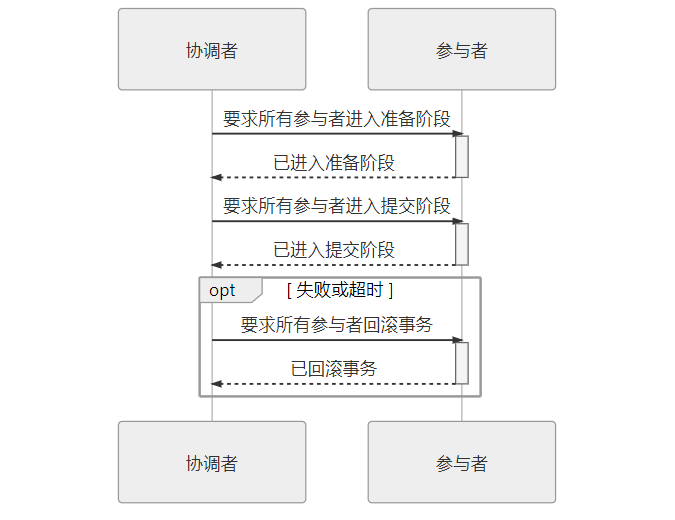 协调者
参与者
要求所有参与者进入准备阶段
已进入准备阶段
要求所有参与者进入提交阶段
已进入提交阶段
opt [ 失败或超时 ]
要求所有参与者回滚事务
已回滚事务
协调者
参与者